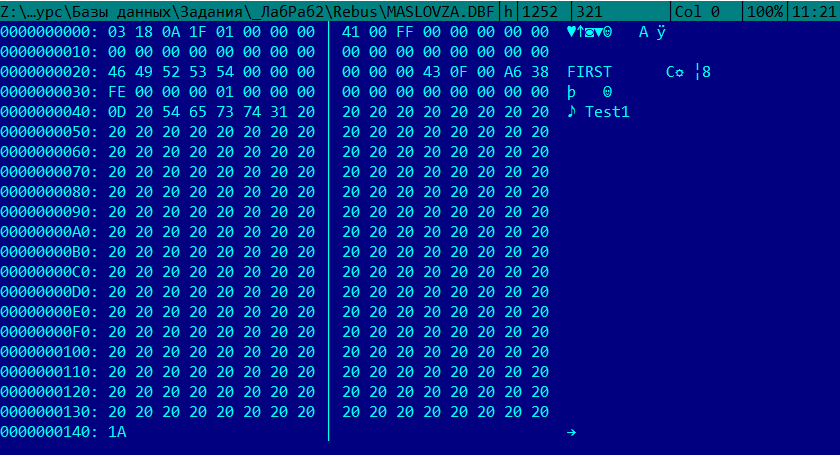 Z:\…урс\Базы данных\Задания\_ЛабРаб2\Rebus\MASLOVZA.DBF│h│1252 │321 │Col 0 │100%│11:21
0000000000: 03 18 0A 1F 01 00 00 00 │ 41 00 FF 00 00 00 00 00 ♥↑◙▼☺   A ÿ
0000000010: 00 00 00 00 00 00 00 00 │ 00 00 00 00 00 00 00 00
0000000020: 46 49 52 53 54 00 00 00 │ 00 00 00 43 0F 00 A6 38 FIRST      C☼ ¦8
0000000030: FE 00 00 00 01 00 00 00 │ 00 00 00 00 00 00 00 00 þ   ☺
0000000040: 0D 20 54 65 73 74 31 20 │ 20 20 20 20 20 20 20 20 ♪ Test1
0000000050: 20 20 20 20 20 20 20 20 │ 20 20 20 20 20 20 20 20
0000000060: 20 20 20 20 20 20 20 20 │ 20 20 20 20 20 20 20 20
0000000070: 20 20 20 20 20 20 20 20 │ 20 20 20 20 20 20 20 20
0000000080: 20 20 20 20 20 20 20 20 │ 20 20 20 20 20 20 20 20
0000000090: 20 20 20 20 20 20 20 20 │ 20 20 20 20 20 20 20 20
00000000A0: 20 20 20 20 20 20 20 20 │ 20 20 20 20 20 20 20 20
00000000B0: 20 20 20 20 20 20 20 20 │ 20 20 20 20 20 20 20 20
00000000C0: 20 20 20 20 20 20 20 20 │ 20 20 20 20 20 20 20 20
00000000D0: 20 20 20 20 20 20 20 20 │ 20 20 20 20 20 20 20 20
00000000E0: 20 20 20 20 20 20 20 20 │ 20 20 20 20 20 20 20 20
00000000F0: 20 20 20 20 20 20 20 20 │ 20 20 20 20 20 20 20 20
0000000100: 20 20 20 20 20 20 20 20 │ 20 20 20 20 20 20 20 20
0000000110: 20 20 20 20 20 20 20 20 │ 20 20 20 20 20 20 20 20
0000000120: 20 20 20 20 20 20 20 20 │ 20 20 20 20 20 20 20 20
0000000130: 20 20 20 20 20 20 20 20 │ 20 20 20 20 20 20 20 20
0000000140: 1A │ →